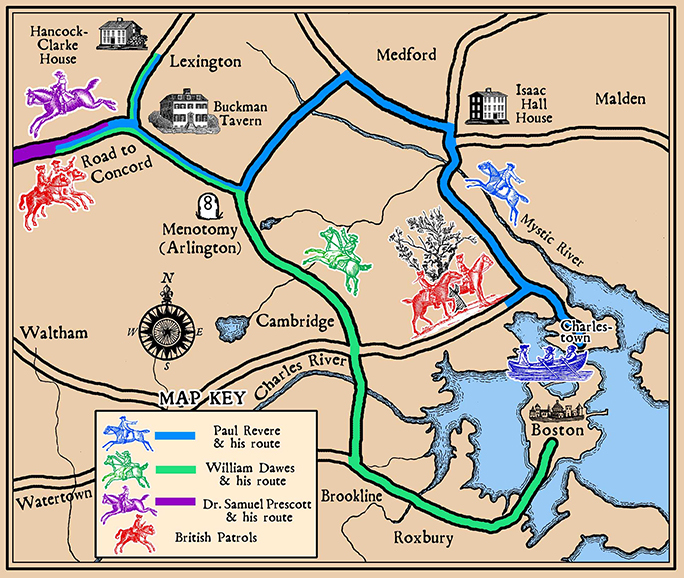 Hancock-
Clarke
House
Lexington
Medford
Buckman
Tavern
Isaac
Hall
House
Malden
Road to
Concord
8
Menotomy
(Arlington)
Mystic River
N
W
E
S
Waltham
Cambridge
Charles-
town
Charles River
MAP KEY
Paul Revere
& his route
William Dawes
& his route
Dr. Samuel Prescott
& his route
British Patrols
Boston
Watertown
Brookline
Roxbury